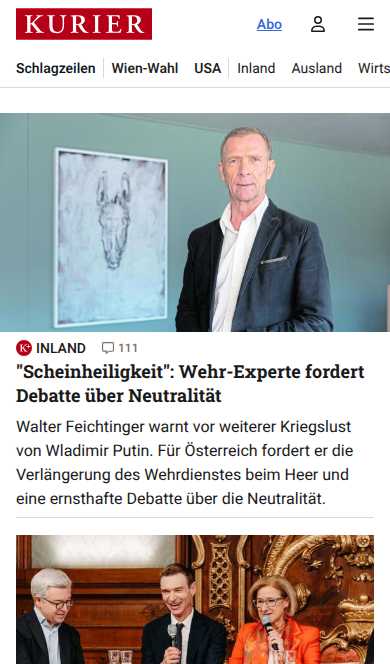 KURIER
Abo
Schlagzeilen
Wien-Wahl
USA
Inland
Ausland
Wirts
K+ INLAND
111
"Scheinheiligkeit": Wehr-Experte fordert
Debatte über Neutralität
Walter Feichtinger warnt vor weiterer Kriegslust
von Wladimir Putin. Für Österreich fordert er die
Verlängerung des Wehrdienstes beim Heer und
eine ernsthafte Debatte über die Neutralität.